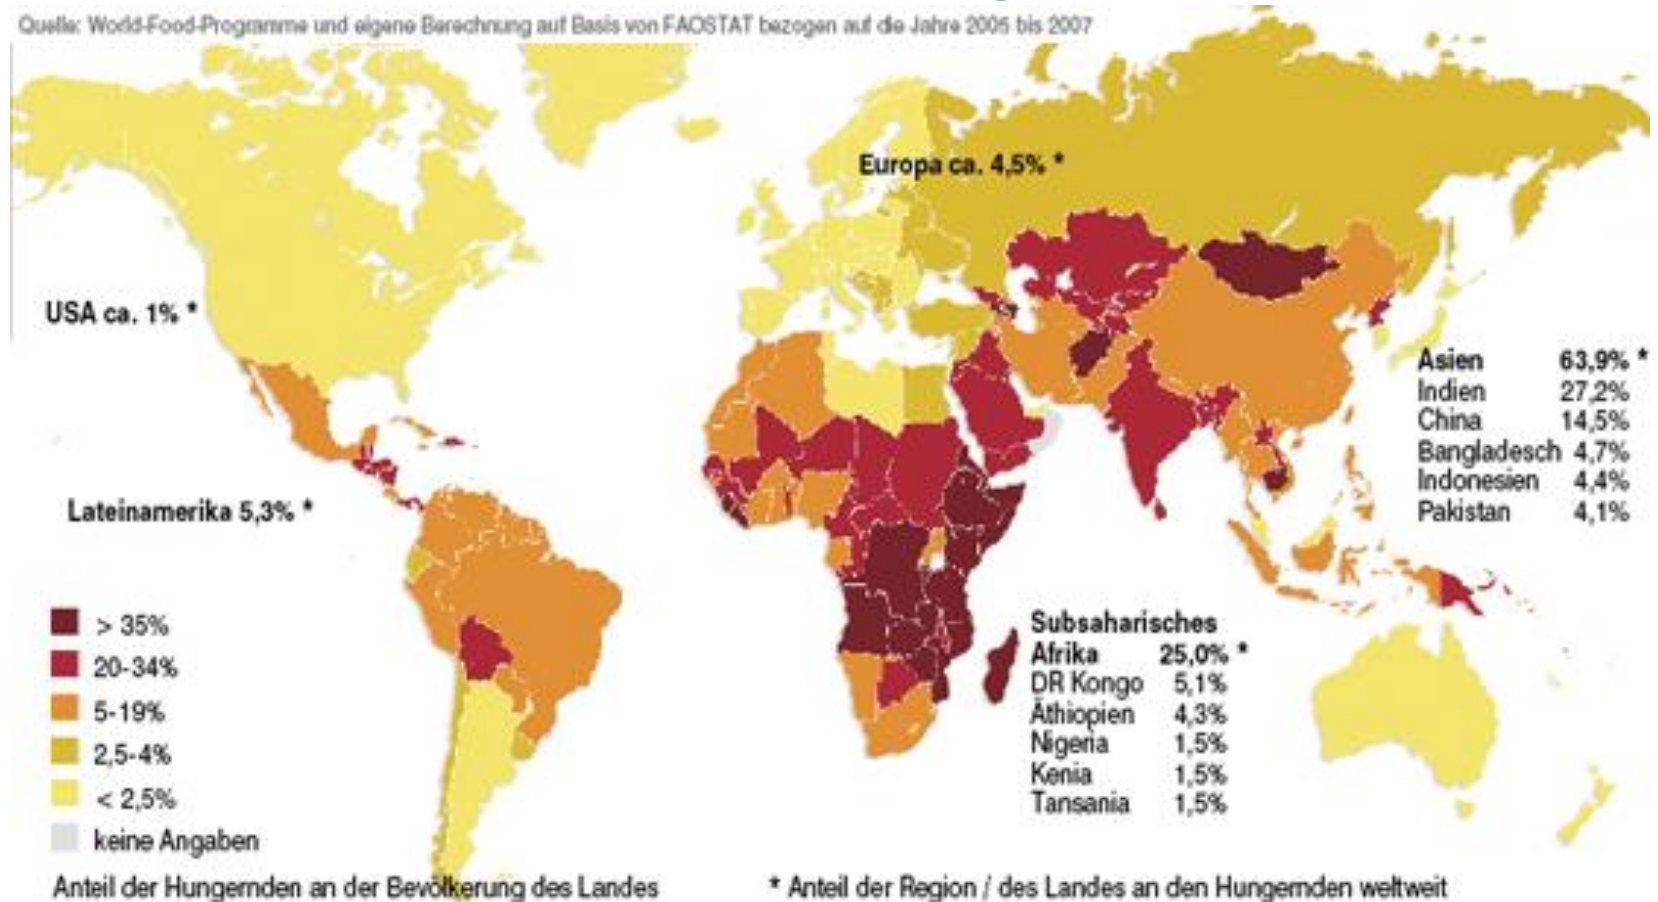 Quelle: World-Food-Programme und eigene Berechnung auf Basis von FAOSTAT bezogen auf die Jahre 2005 bis 2007
Europa ca. 4,5% *
USA ca. 1% *
Asien 63,9% *
Indien 27,2%
China 14,5%
Bangladesch 4,7%
Indonesien 4,4%
Pakistan 4,1%
Lateinamerika 5,3% *
> 35%
20-34%
5-19%
2,5-4%
< 2,5%
keine Angaben
Subsaharisches
Afrika 25,0% *
DR Kongo 5,1%
Äthiopien 4,3%
Nigeria 1,5%
Kenia 1,5%
Tansania 1,5%
Anteil der Hungernden an der Bevölkerung des Landes
* Anteil der Region / des Landes an den Hungernden weltweit